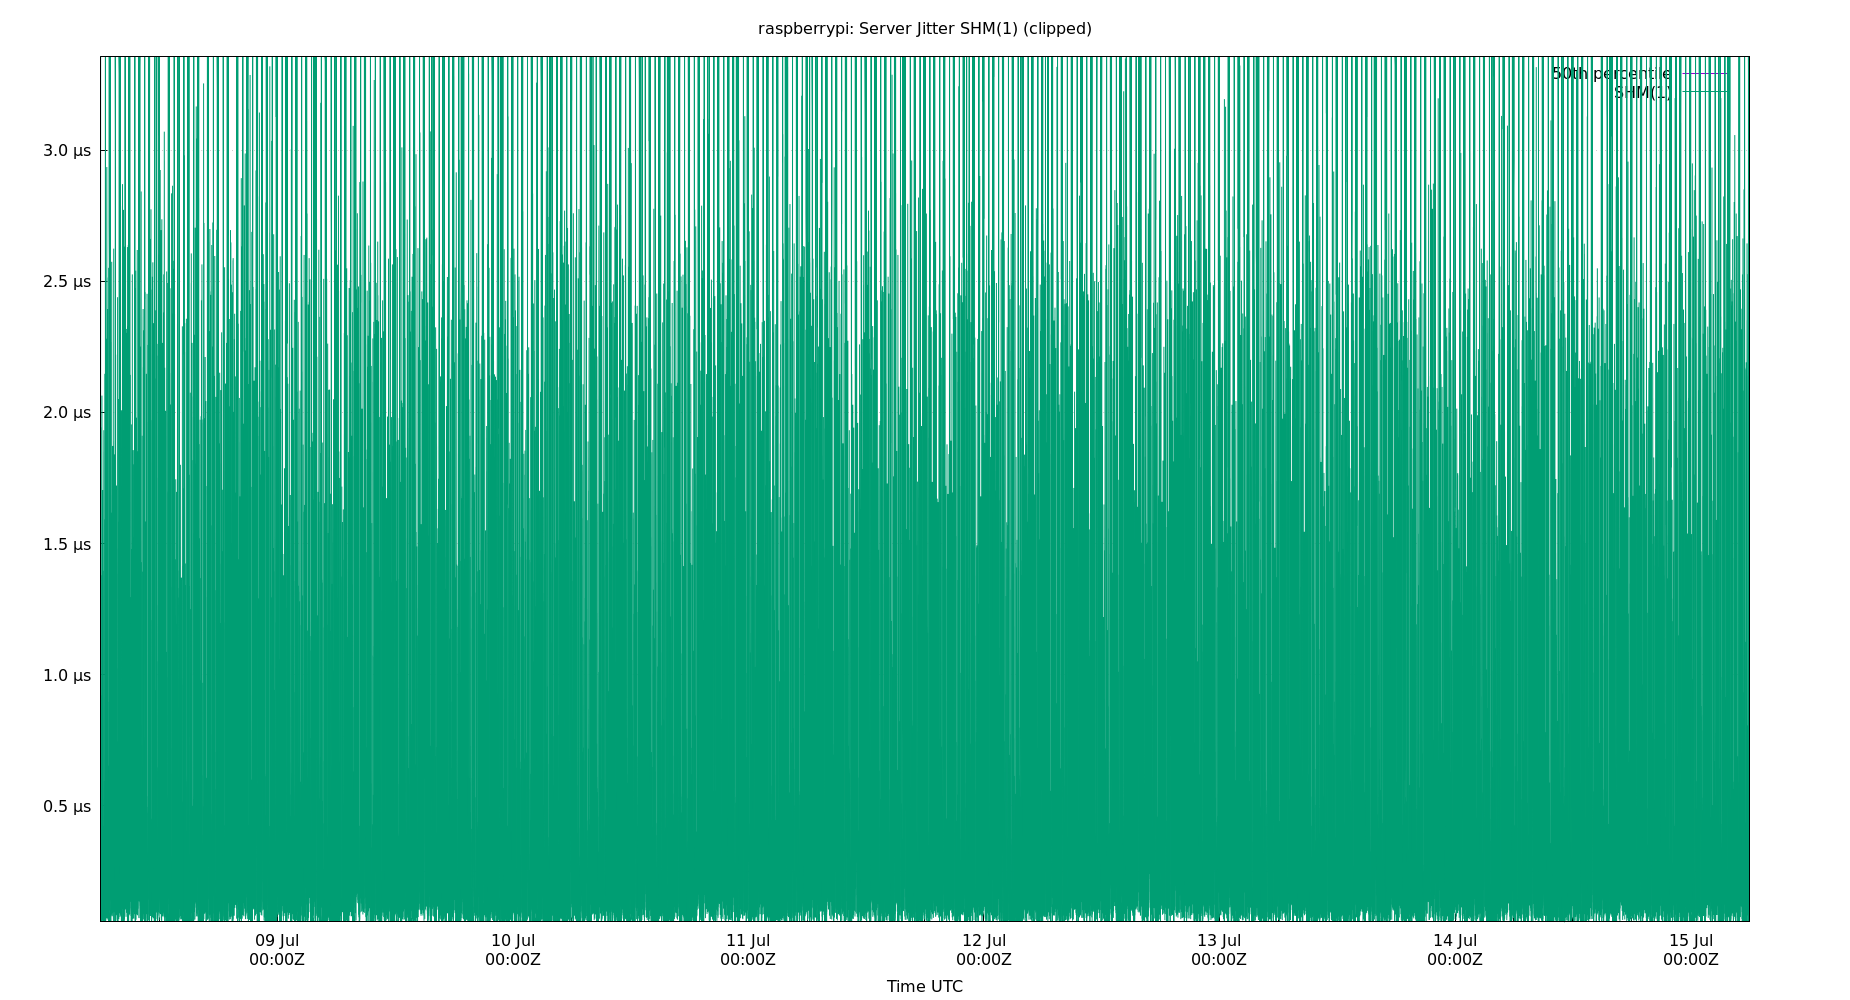 raspberrypi: Server Jitter SHM(1) (clipped)
50th percentile
SHM(1)
3.0 µs
2.5 µs
2.0 µs
1.5 µs
1.0 µs
0.5 µs
09 Jul 10 Jul 11 Jul 12 Jul 13 Jul 14 Jul 15 Jul
00:00Z 00:00Z 00:00Z 00:00Z 00:00Z 00:00Z 00:00Z
Time UTC